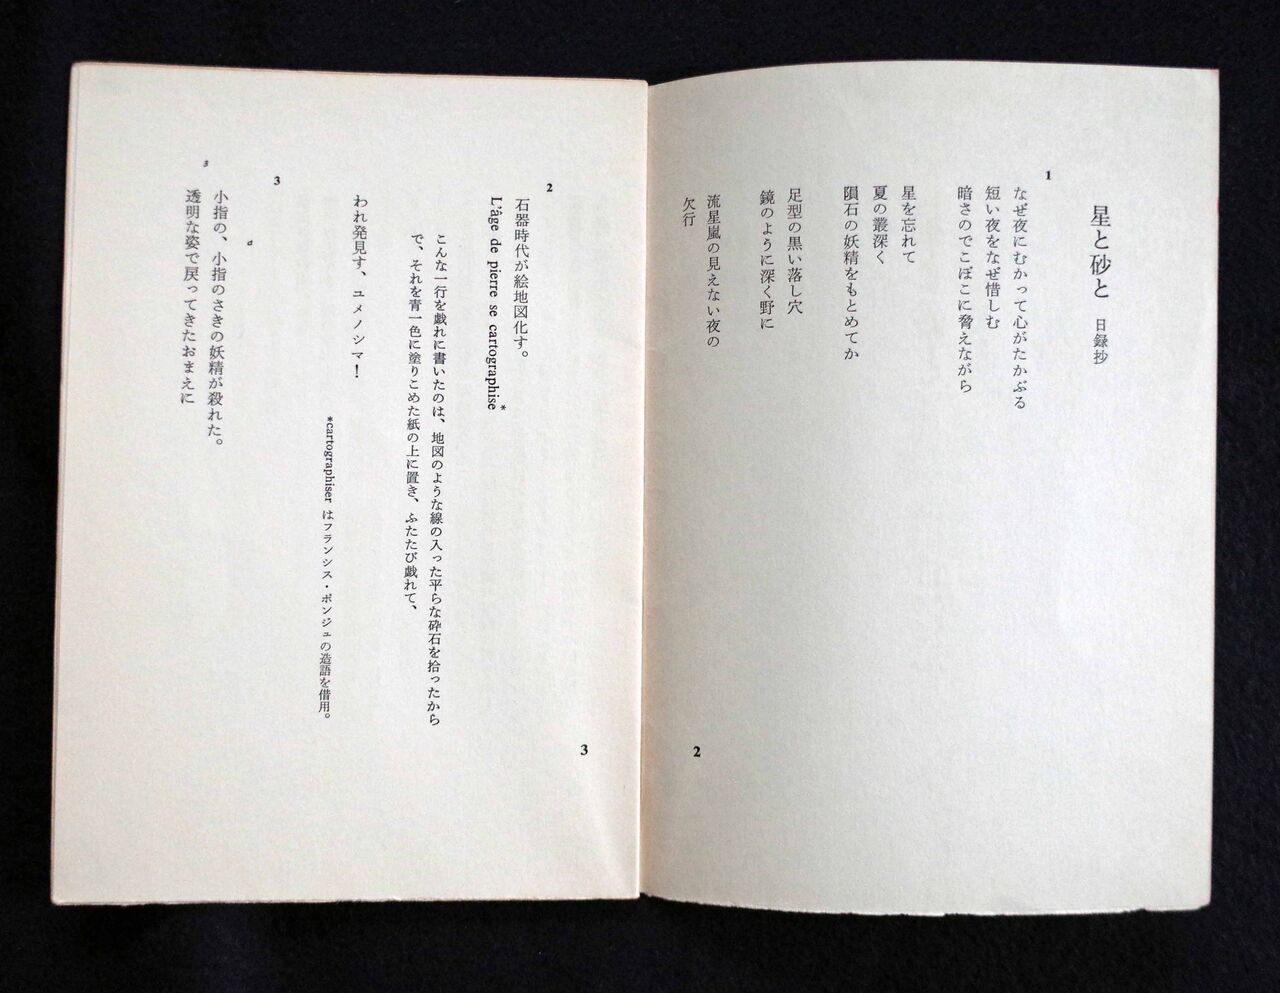 星と砂と 日録抄
1
なぜ夜にむかって心がたかぶる
短い夜をなぜ惜しむ
暗さのでこぼこに脅えながら
星を忘れて
夏の叢深く
隕石の妖精をもとめてか
足型の黒い落し穴
鏡のように深く野に
流星嵐の見えない夜の
欠行
2
2
石器時代が絵地図化す。
L'âge de pierre se cartographise*
こんな一行を戯れに書いたのは、地図のような線の入った平らな砕石を拾ったから
で、それを青一色に塗りこめた紙の上に置き、ふたたび戯れて、
われ発見す、ユメノシマ!
*cartographiser はフランシス・ポンジュの造語を借用。
3
a
小指の、小指のさきの妖精が殺れた。
透明な姿で戻ってきたおまえに
3
3